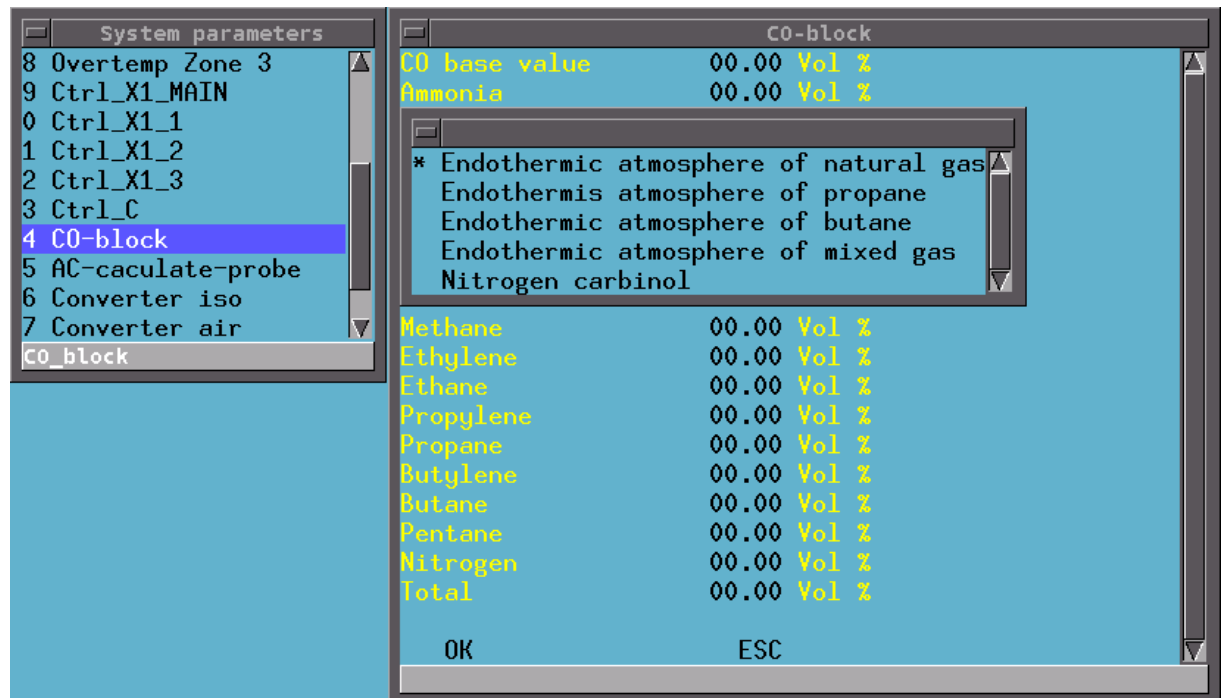 System parameters
8 Overtemp Zone 3
9 Ctrl_X1_MAIN
0 Ctrl_X1_1
1 Ctrl_X1_2
2 Ctrl_X1_3
3 Ctrl_C
4 CO-block
5 AC-caculate-probe
6 Converter iso
7 Converter air
CO_block
CO-block
CO base value 00.00 Vol %
Ammonia 00.00 Vol %
* Endothermic atmosphere of natural gas
Endothermis atmosphere of propane
Endothermic atmosphere of butane
Endothermic atmosphere of mixed gas
Nitrogen carbinol
Methane 00.00 Vol %
Ethylene 00.00 Vol %
Ethane 00.00 Vol %
Propylene 00.00 Vol %
Propane 00.00 Vol %
Butylene 00.00 Vol %
Butane 00.00 Vol %
Pentane 00.00 Vol %
Nitrogen 00.00 Vol %
Total 00.00 Vol %
OK ESC